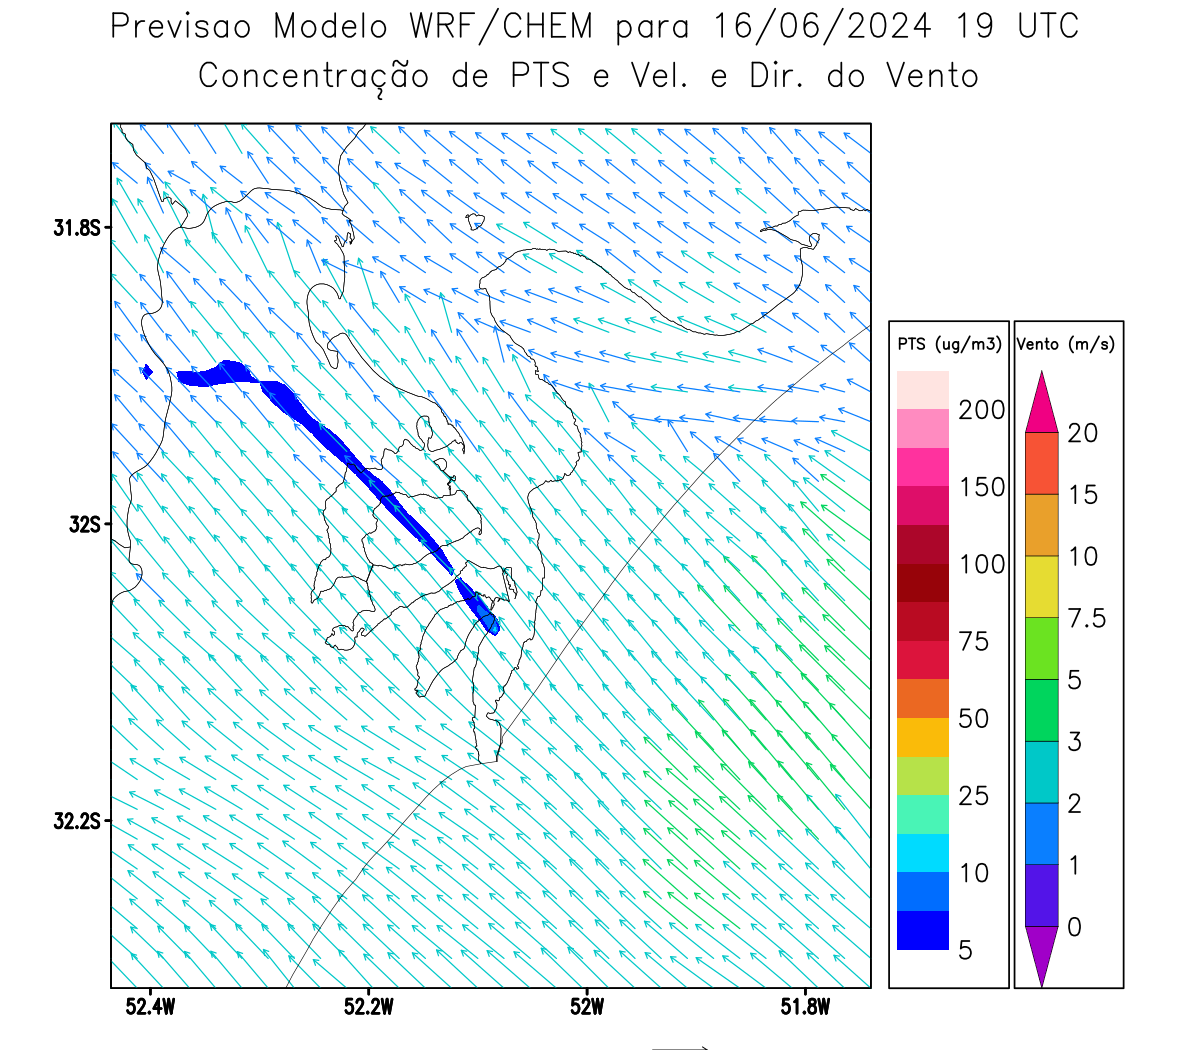 Previsao Modelo WRF/CHEM para 16/06/2024 19 UTC
Concentração de PTS e Vel. e Dir. do Vento
31.8S
32S
32.2S
52.4W
52.2W
52W
51.8W
PTS (ug/m3)
200
150
100
75
50
25
10
5
Vento (m/s)
20
15
10
7.5
5
3
2
1
0